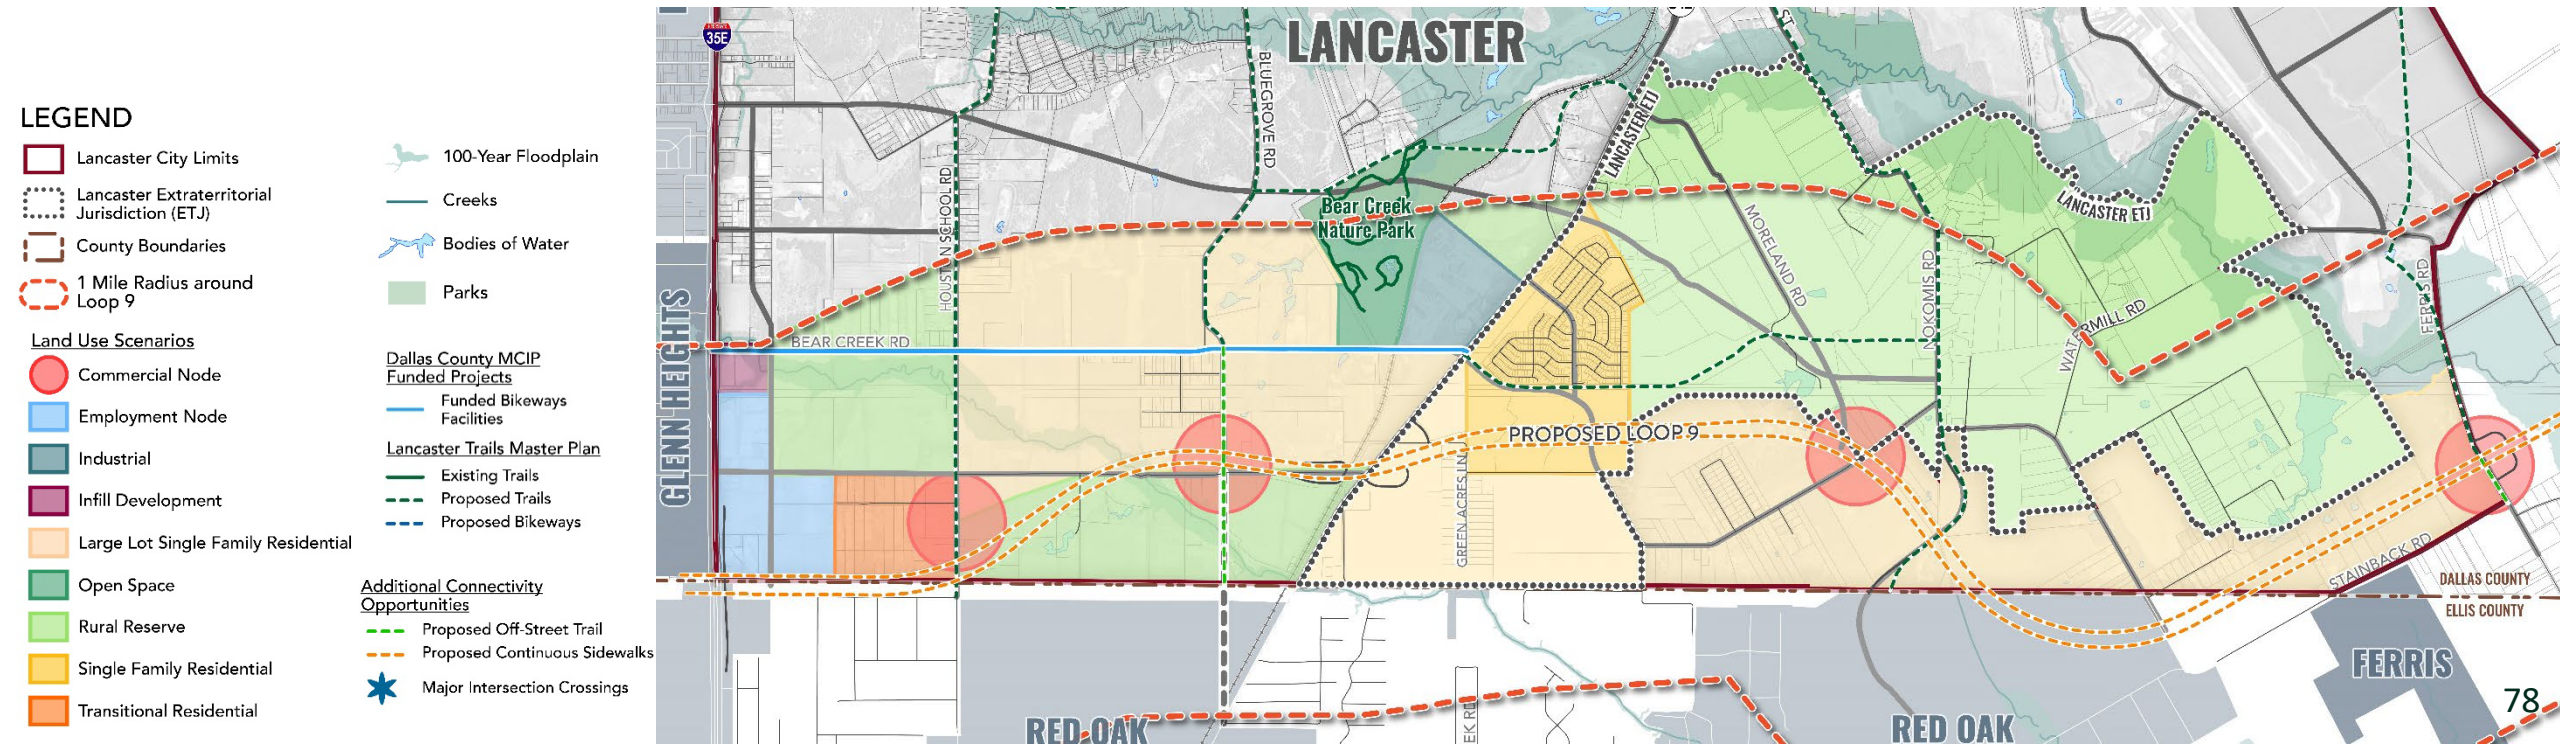 LEGEND
Lancaster City Limits
Lancaster Extraterritorial
Jurisdiction (ETJ)
County Boundaries
1 Mile Radius around
Loop 9
Land Use Scenarios
Commercial Node
Employment Node
Industrial
Infill Development
Large Lot Single Family Residential
Open Space
Rural Reserve
Single Family Residential
Transitional Residential
100-Year Floodplain
Creeks
Bodies of Water
Parks
Dallas County MCIP
Funded Projects
Funded Bikeways
Facilities
Lancaster Trails Master Plan
Existing Trails
Proposed Trails
Proposed Bikeways
Additional Connectivity
Opportunities
Proposed Off-Street Trail
Proposed Continuous Sidewalks
Major Intersection Crossings
35E
LANCASTER
ST
BLUEGROVE RD
HOUSTON SCHOOL RD
LANCASTER ETJ
Bear Creek
Nature Park
MORELAND RD
NOKOMIS RD
LANCASTER ETJ
WATERMILL RD
FERRIS RD
BEAR CREEK RD
GLENN HEIGHTS
PROPOSED LOOP 9
GREEN ACRES LN
STAINBACK RD
DALLAS COUNTY
ELLIS COUNTY
FERRIS
RED OAK
EK RD
RED OAK
78